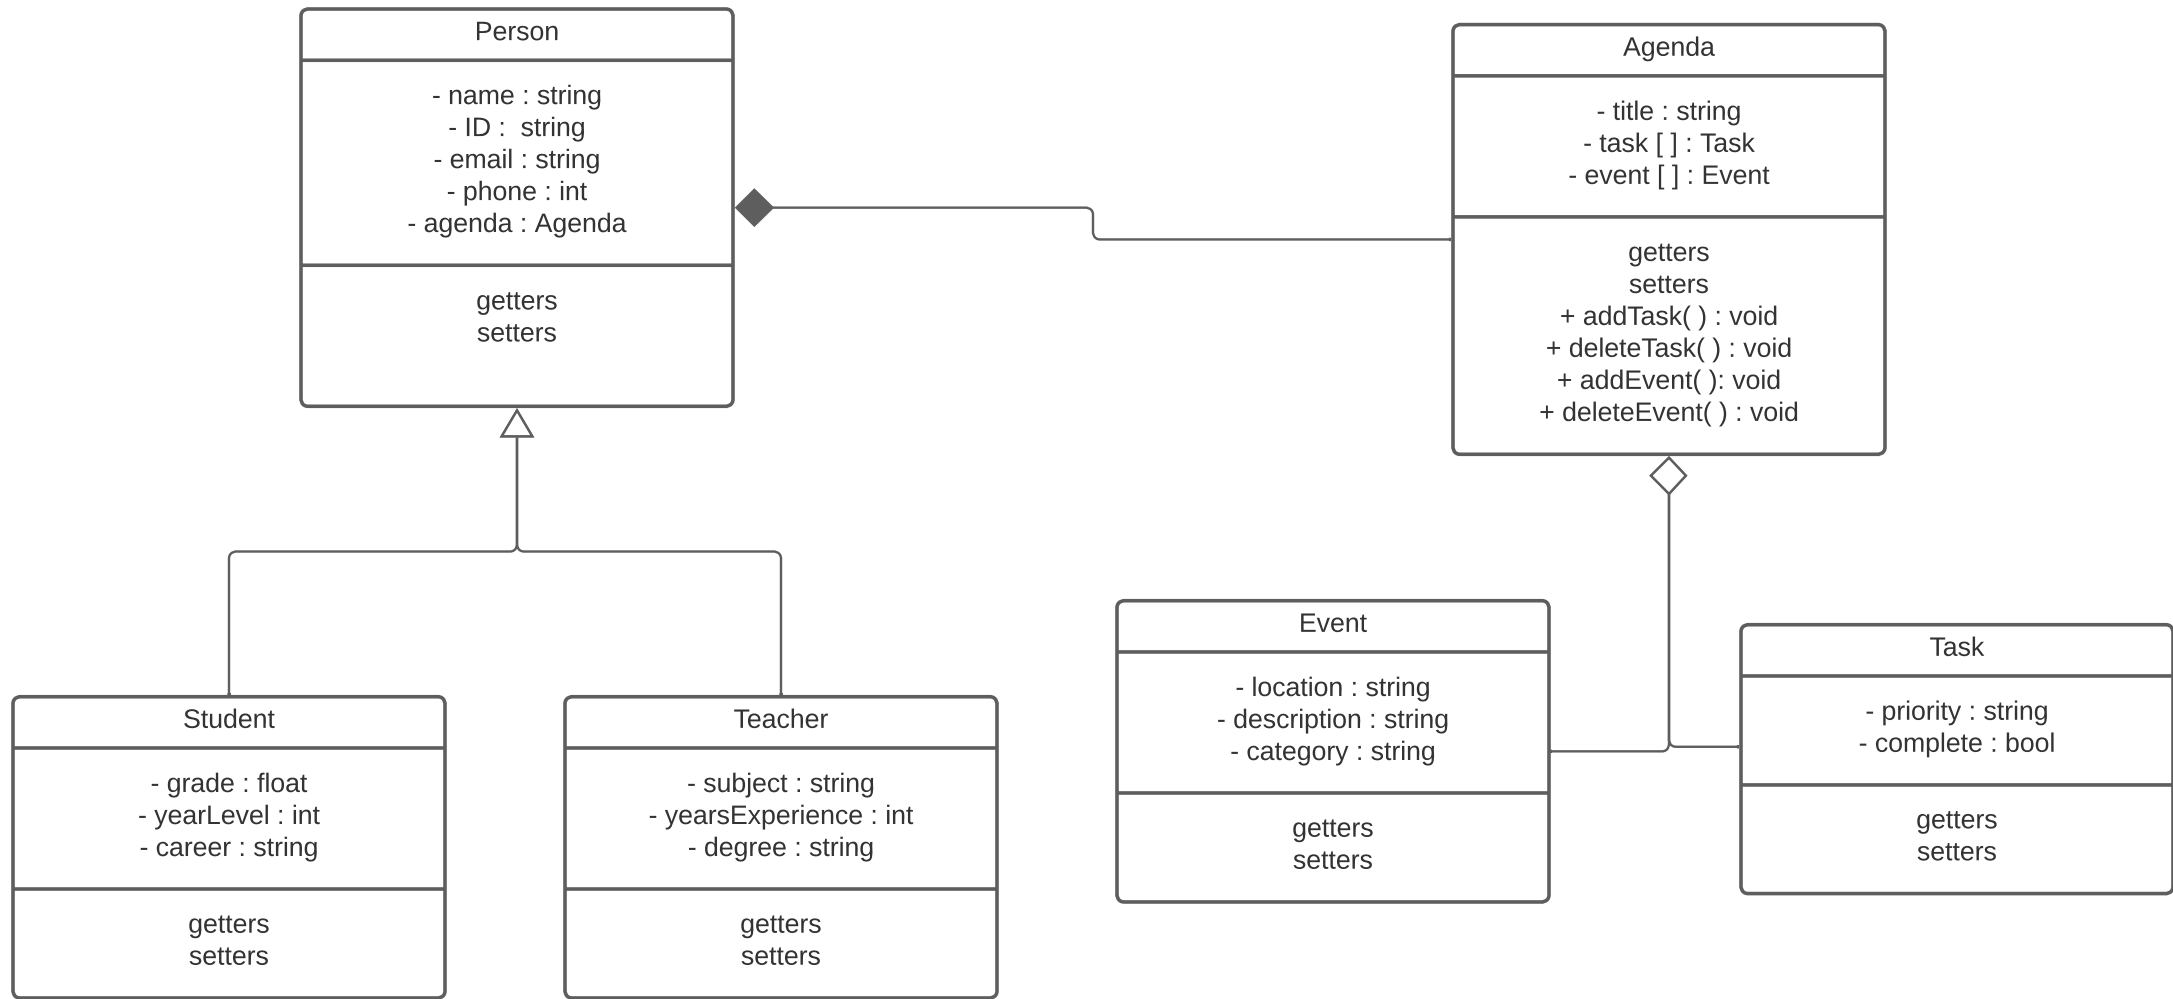 Person
- name : string
- ID :  string
- email : string
- phone : int
- agenda : Agenda
getters
setters
Agenda
- title : string
- task [ ] : Task
- event [ ] : Event
getters
setters
+ addTask( ) : void
+ deleteTask( ) : void
+ addEvent( ): void
+ deleteEvent( ) : void
Student
- grade : float
- yearLevel : int
- career : string
getters
setters
Teacher
- subject : string
- yearsExperience : int
- degree : string
getters
setters
Event
- location : string
- description : string
- category : string
getters
setters
Task
- priority : string
- complete : bool
getters
setters